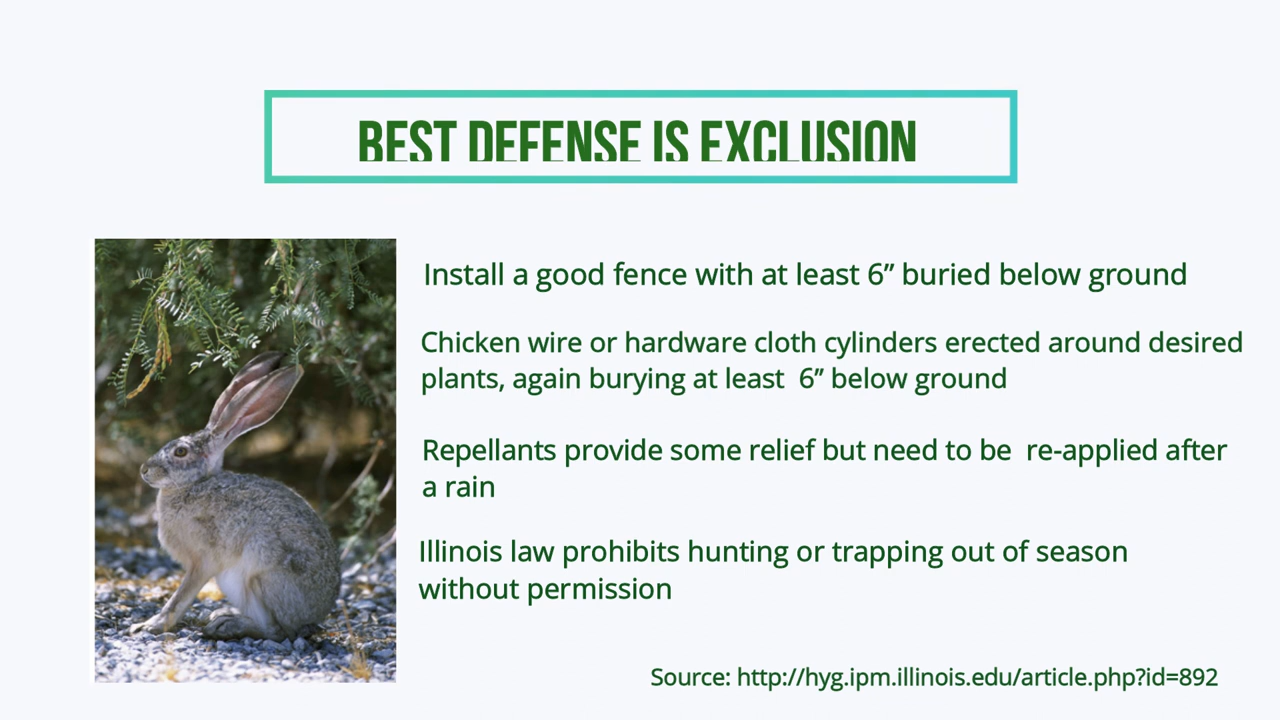 BEST DEFENSE IS EXCLUSION
Install a good fence with at least 6” buried below ground
Chicken wire or hardware cloth cylinders erected around desired
plants, again burying at least  6” below ground
Repellants provide some relief but need to be  re-applied after
a rain
Illinois law prohibits hunting or trapping out of season
without permission
Source: http://hyg.ipm.illinois.edu/article.php?id=892